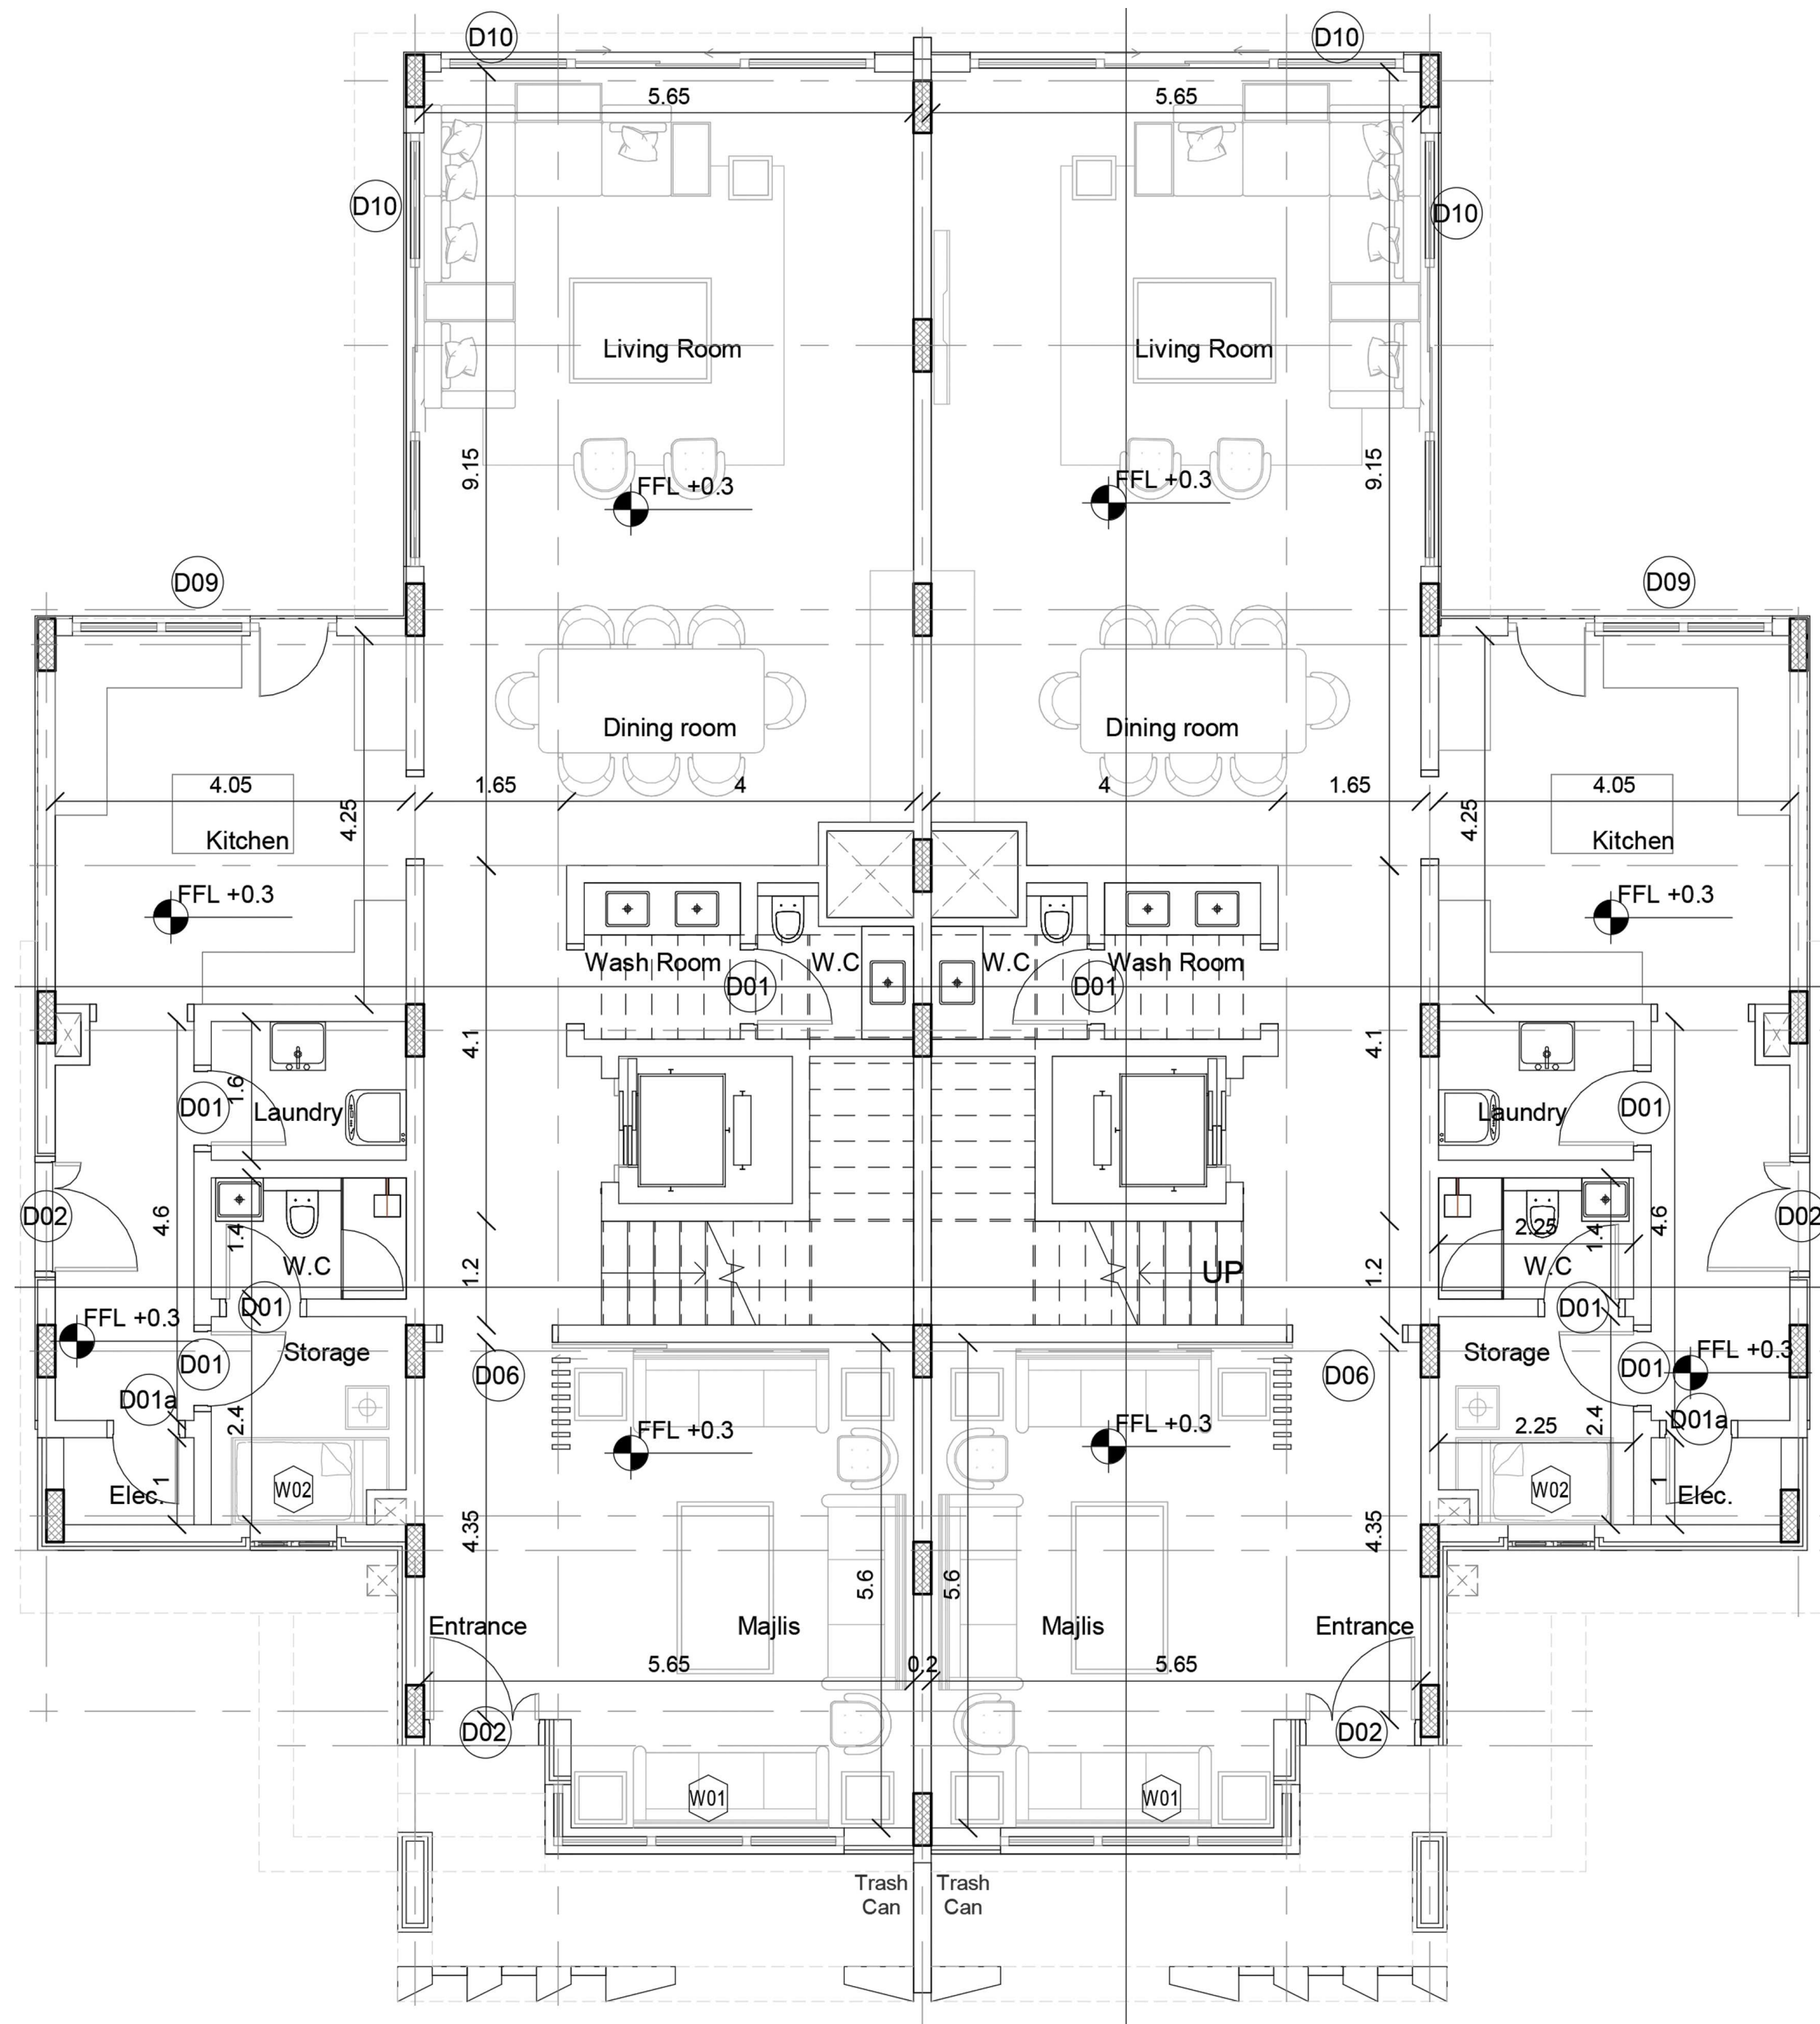 D10
D10
5.65
5.65
D10
D10
Living Room
Living Room
9.15
9.15
FFL +0.3
FFL +0.3
D09
D09
Dining room
Dining room
4.05
1.65
4
4
1.65
4.05
4.25
4.25
Kitchen
Kitchen
FFL +0.3
FFL +0.3
Wash Room
W.C
W.C
Wash Room
D01
D01
4.1
4.1
1.6
D01
Laundry
Laundry
D01
D02
4.6
1.4
2.25
1.4
4.6
D02
W.C
1.2
1.2
UP
W.C
D01
D01
FFL +0.3
Storage
Storage
FFL +0.3
D01
D06
D06
D01
D01a
D01a
2.4
FFL +0.3
FFL +0.3
2.25
2.4
1
W02
W02
1
Elec.
Elec.
4.35
4.35
5.6
5.6
Entrance
Majlis
Majlis
Entrance
5.65
0.2
5.65
D02
D02
W01
W01
Trash
Can
Trash
Can